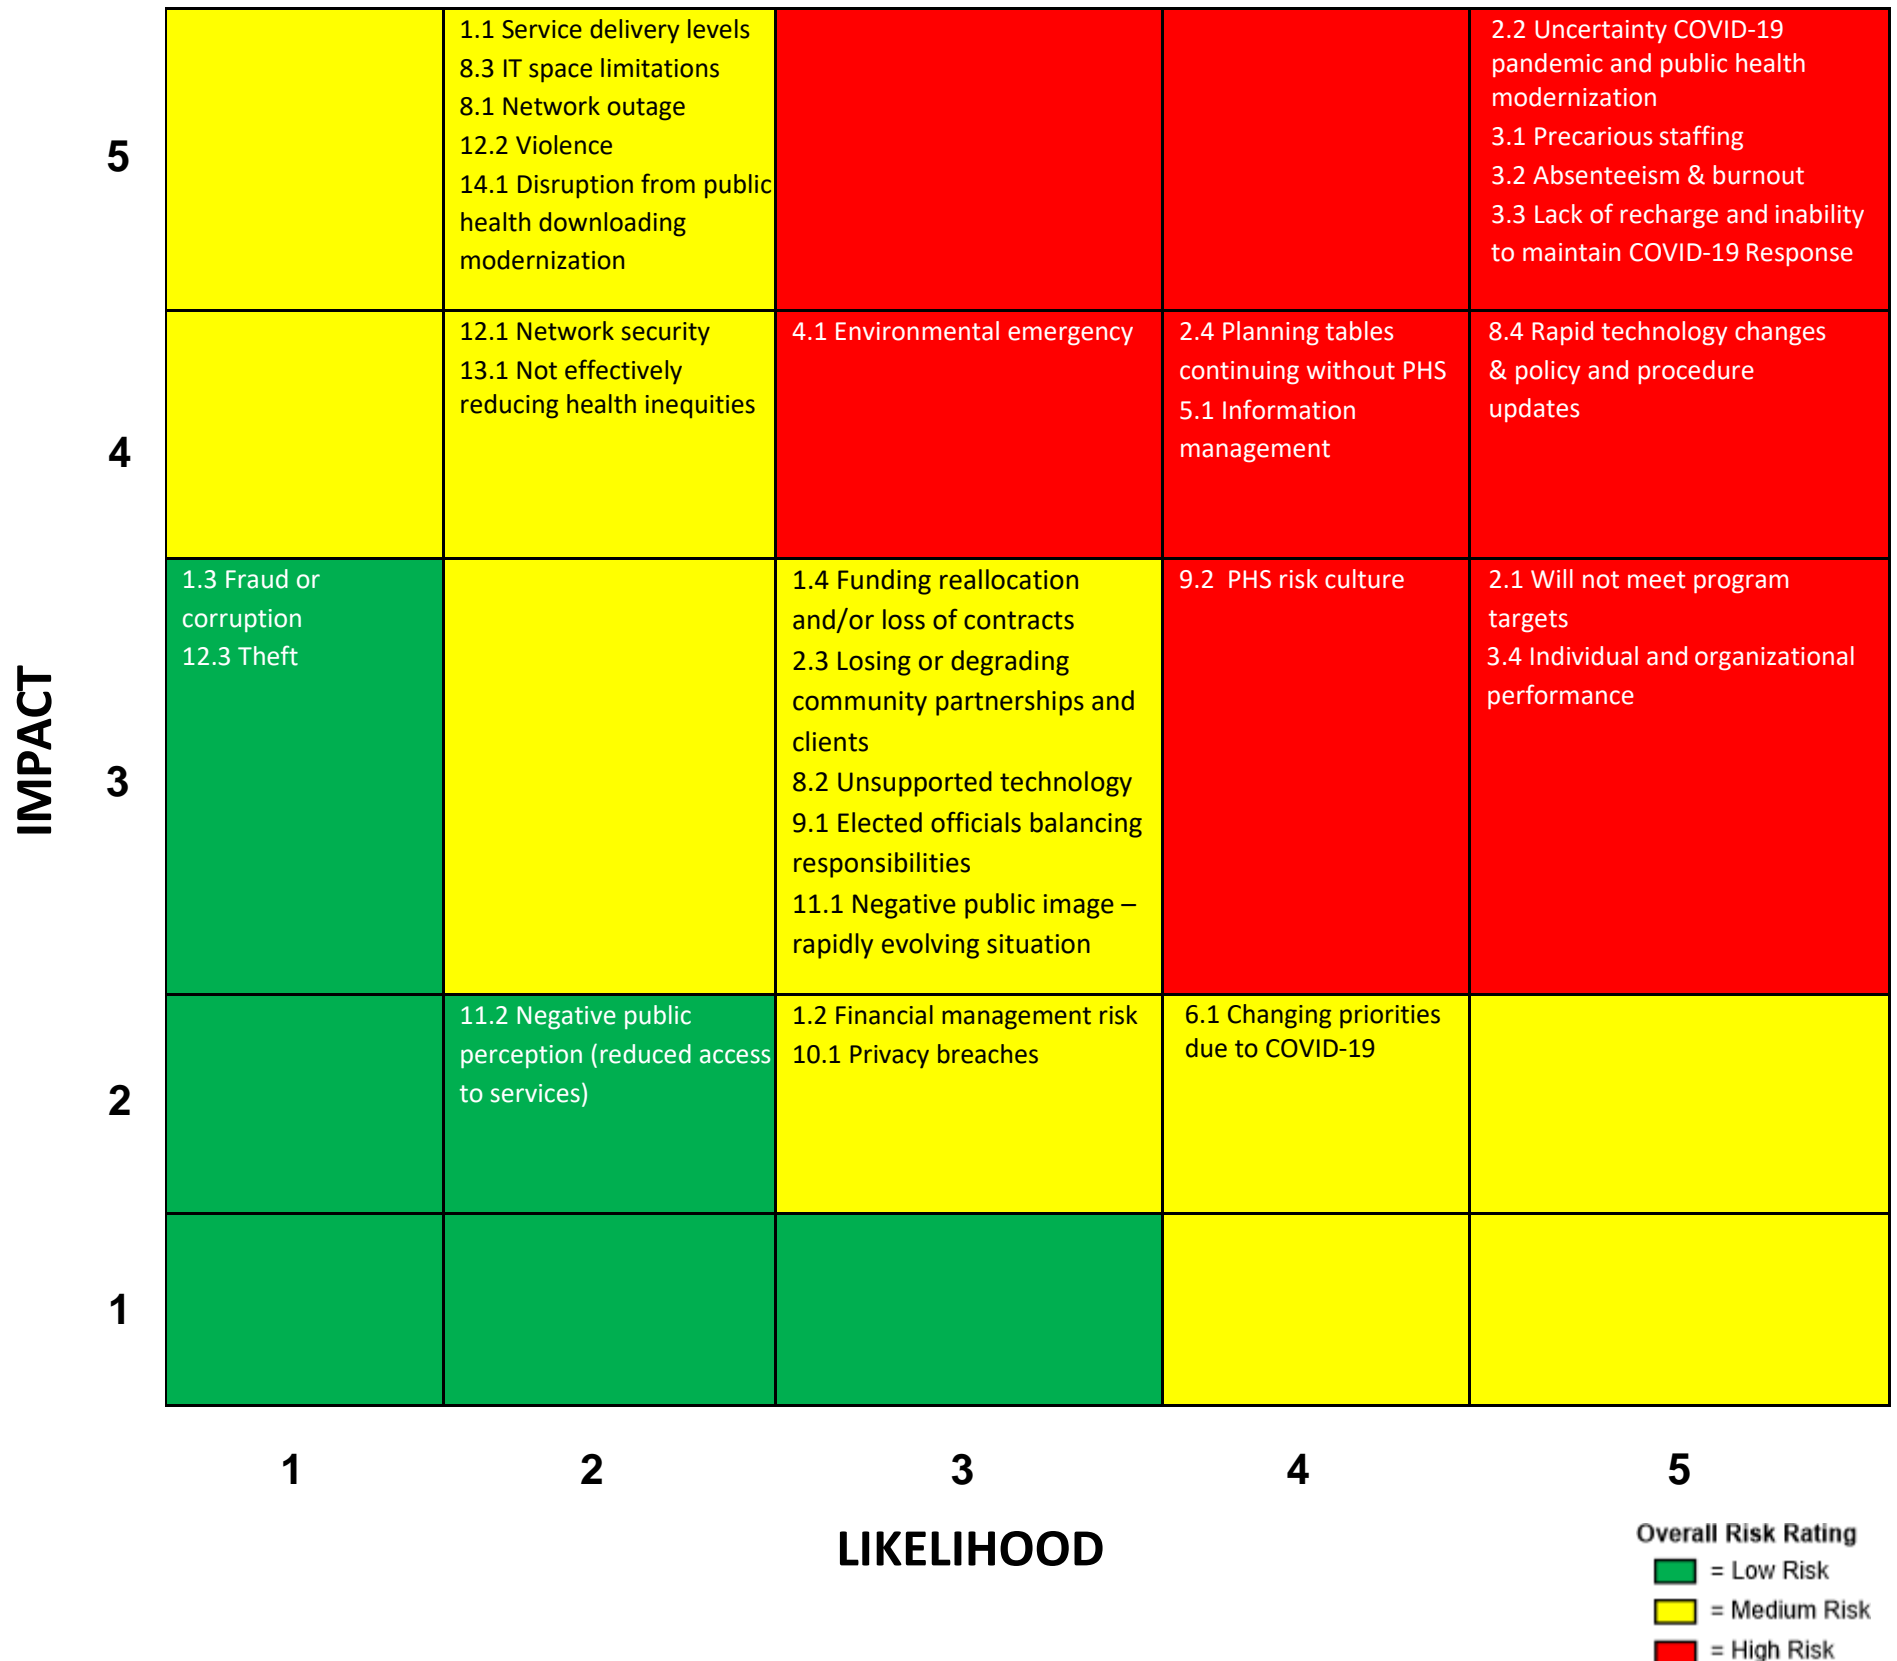 1.1 Service delivery levels
8.3 IT space limitations
8.1 Network outage
12.2 Violence
14.1 Disruption from public
health downloading
modernization
2.2 Uncertainty COVID-19
pandemic and public health
modernization
3.1 Precarious staffing
3.2 Absenteeism & burnout
3.3 Lack of recharge and inability
to maintain COVID-19 Response
5
12.1 Network security
13.1 Not effectively
reducing health inequities
4.1 Environmental emergency
2.4 Planning tables
continuing without PHS
5.1 Information
management
8.4 Rapid technology changes
& policy and procedure
updates
4
1.3 Fraud or
corruption
12.3 Theft
1.4 Funding reallocation
and/or loss of contracts
2.3 Losing or degrading
community partnerships and
clients
8.2 Unsupported technology
9.1 Elected officials balancing
responsibilities
11.1 Negative public image –
rapidly evolving situation
9.2 PHS risk culture
2.1 Will not meet program
targets
3.4 Individual and organizational
performance
IMPACT
3
11.2 Negative public
perception (reduced access
to services)
1.2 Financial management risk
10.1 Privacy breaches
6.1 Changing priorities
due to COVID-19
2
1
1 2 3 4 5
LIKELIHOOD
Overall Risk Rating
= Low Risk
= Medium Risk
= High Risk